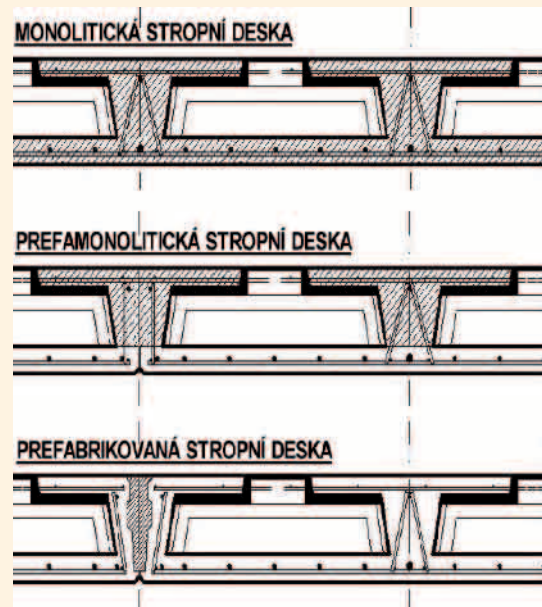 MONOLITICKÁ STROPNÍ DESKA
PREFAMONOLITICKÁ STROPNÍ DESKA
PREFABRIKOVANÁ STROPNÍ DESKA